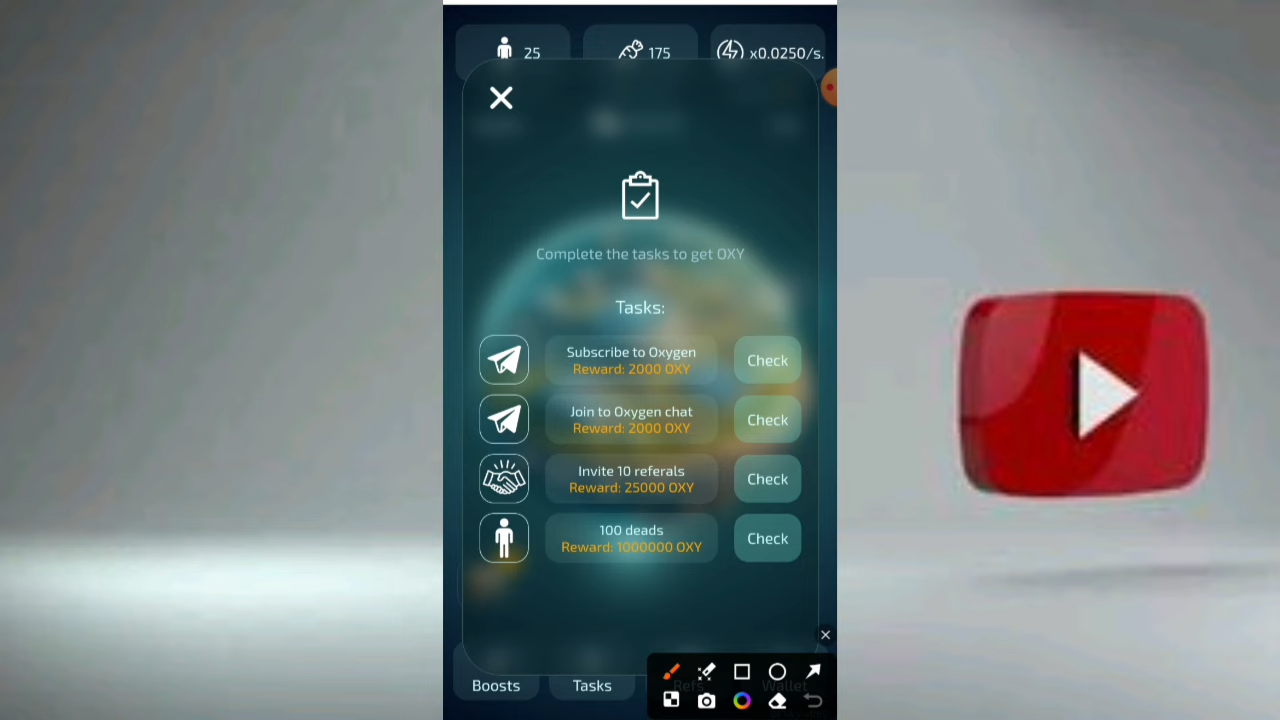 25
175
x0.0250/s.
Complete the tasks to get OXY
Tasks:
Subscribe to Oxygen
Reward: 2000 OXY
Check
Join to Oxygen chat
Reward: 2000 OXY
Check
Invite 10 referals
Reward: 25000 OXY
Check
100 deads
Reward: 1000000 OXY
Check
Boosts
Tasks
Refs
Wallet